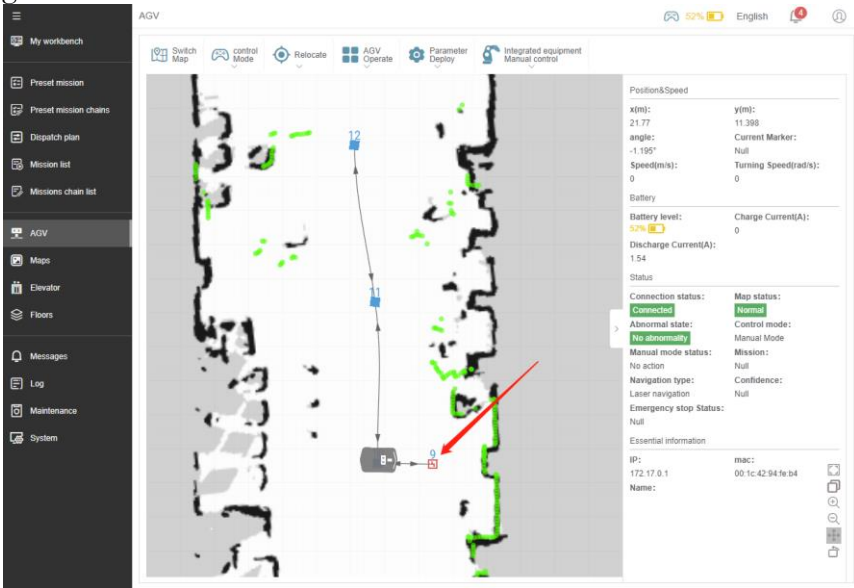 AGV
52%
English
4
My workbench
Preset mission
Preset mission chains
Dispatch plan
Mission list
Missions chain list
AGV
Maps
Elevator
Floors
Messages
Log
Maintenance
System
Switch
Map
control
Mode
Relocate
AGV
Operate
Parameter
Deploy
Integrated equipment
Manual control
12
11
9
Position&Speed
x(m): y(m):
21.77 11.398
angle: Current Marker:
-1.195° Null
Speed(m/s): Turning Speed(rad/s):
0 0
Battery
Battery level: Charge Current(A):
52% 0
Discharge Current(A):
1.54
Status
Connection status: Map status:
Connected Normal
Abnormal state: Control mode:
No abnormality Manual Mode
Manual mode status: Mission:
No action Null
Navigation type: Confidence:
Laser navigation Null
Emergency stop Status:
Null
Essential information
IP: mac:
172.17.0.1 00:1c:42:94:fe:b4
Name: